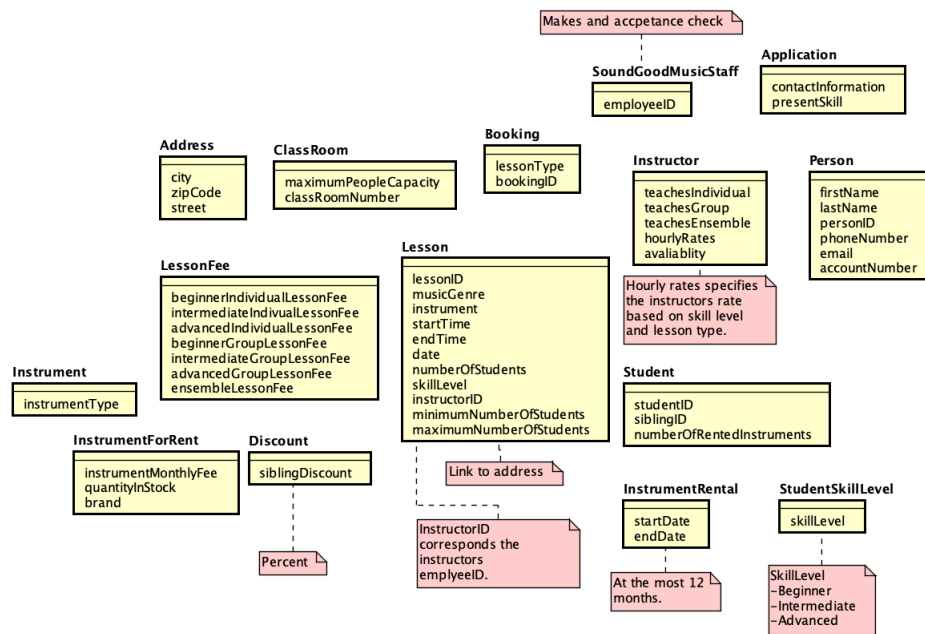 Makes and accpetance check
SoundGoodMusicStaff
employeeID
Application
contactInformation
presentSkill
Address
city
zipCode
street
ClassRoom
maximumPeopleCapacity
classRoomNumber
Booking
lessonType
bookingID
Instructor
teachesIndividual
teachesGroup
teachesEnsemble
hourlyRates
avaliablity
Hourly rates specifies
the instructors rate
based on skill level
and lesson type.
Person
firstName
lastName
personID
phoneNumber
email
accountNumber
LessonFee
beginnerIndividualLessonFee
intermediateIndivualLessonFee
advancedIndividualLessonFee
beginnerGroupLessonFee
intermediateGroupLessonFee
advancedGroupLessonFee
ensembleLessonFee
Lesson
lessonID
musicGenre
instrument
startTime
endTime
date
numberOfStudents
skillLevel
instructorID
minimumNumberOfStudents
maximumNumberOfStudents
Link to address
InstructorID
corresponds the
instructors
emplyeeID.
Instrument
instrumentType
InstrumentForRent
instrumentMonthlyFee
quantityInStock
brand
Discount
siblingDiscount
Percent
Student
studentID
siblingID
numberOfRentedInstruments
InstrumentRental
startDate
endDate
At the most 12
months.
StudentSkillLevel
skillLevel
SkillLevel
-Beginner
-Intermediate
-Advanced